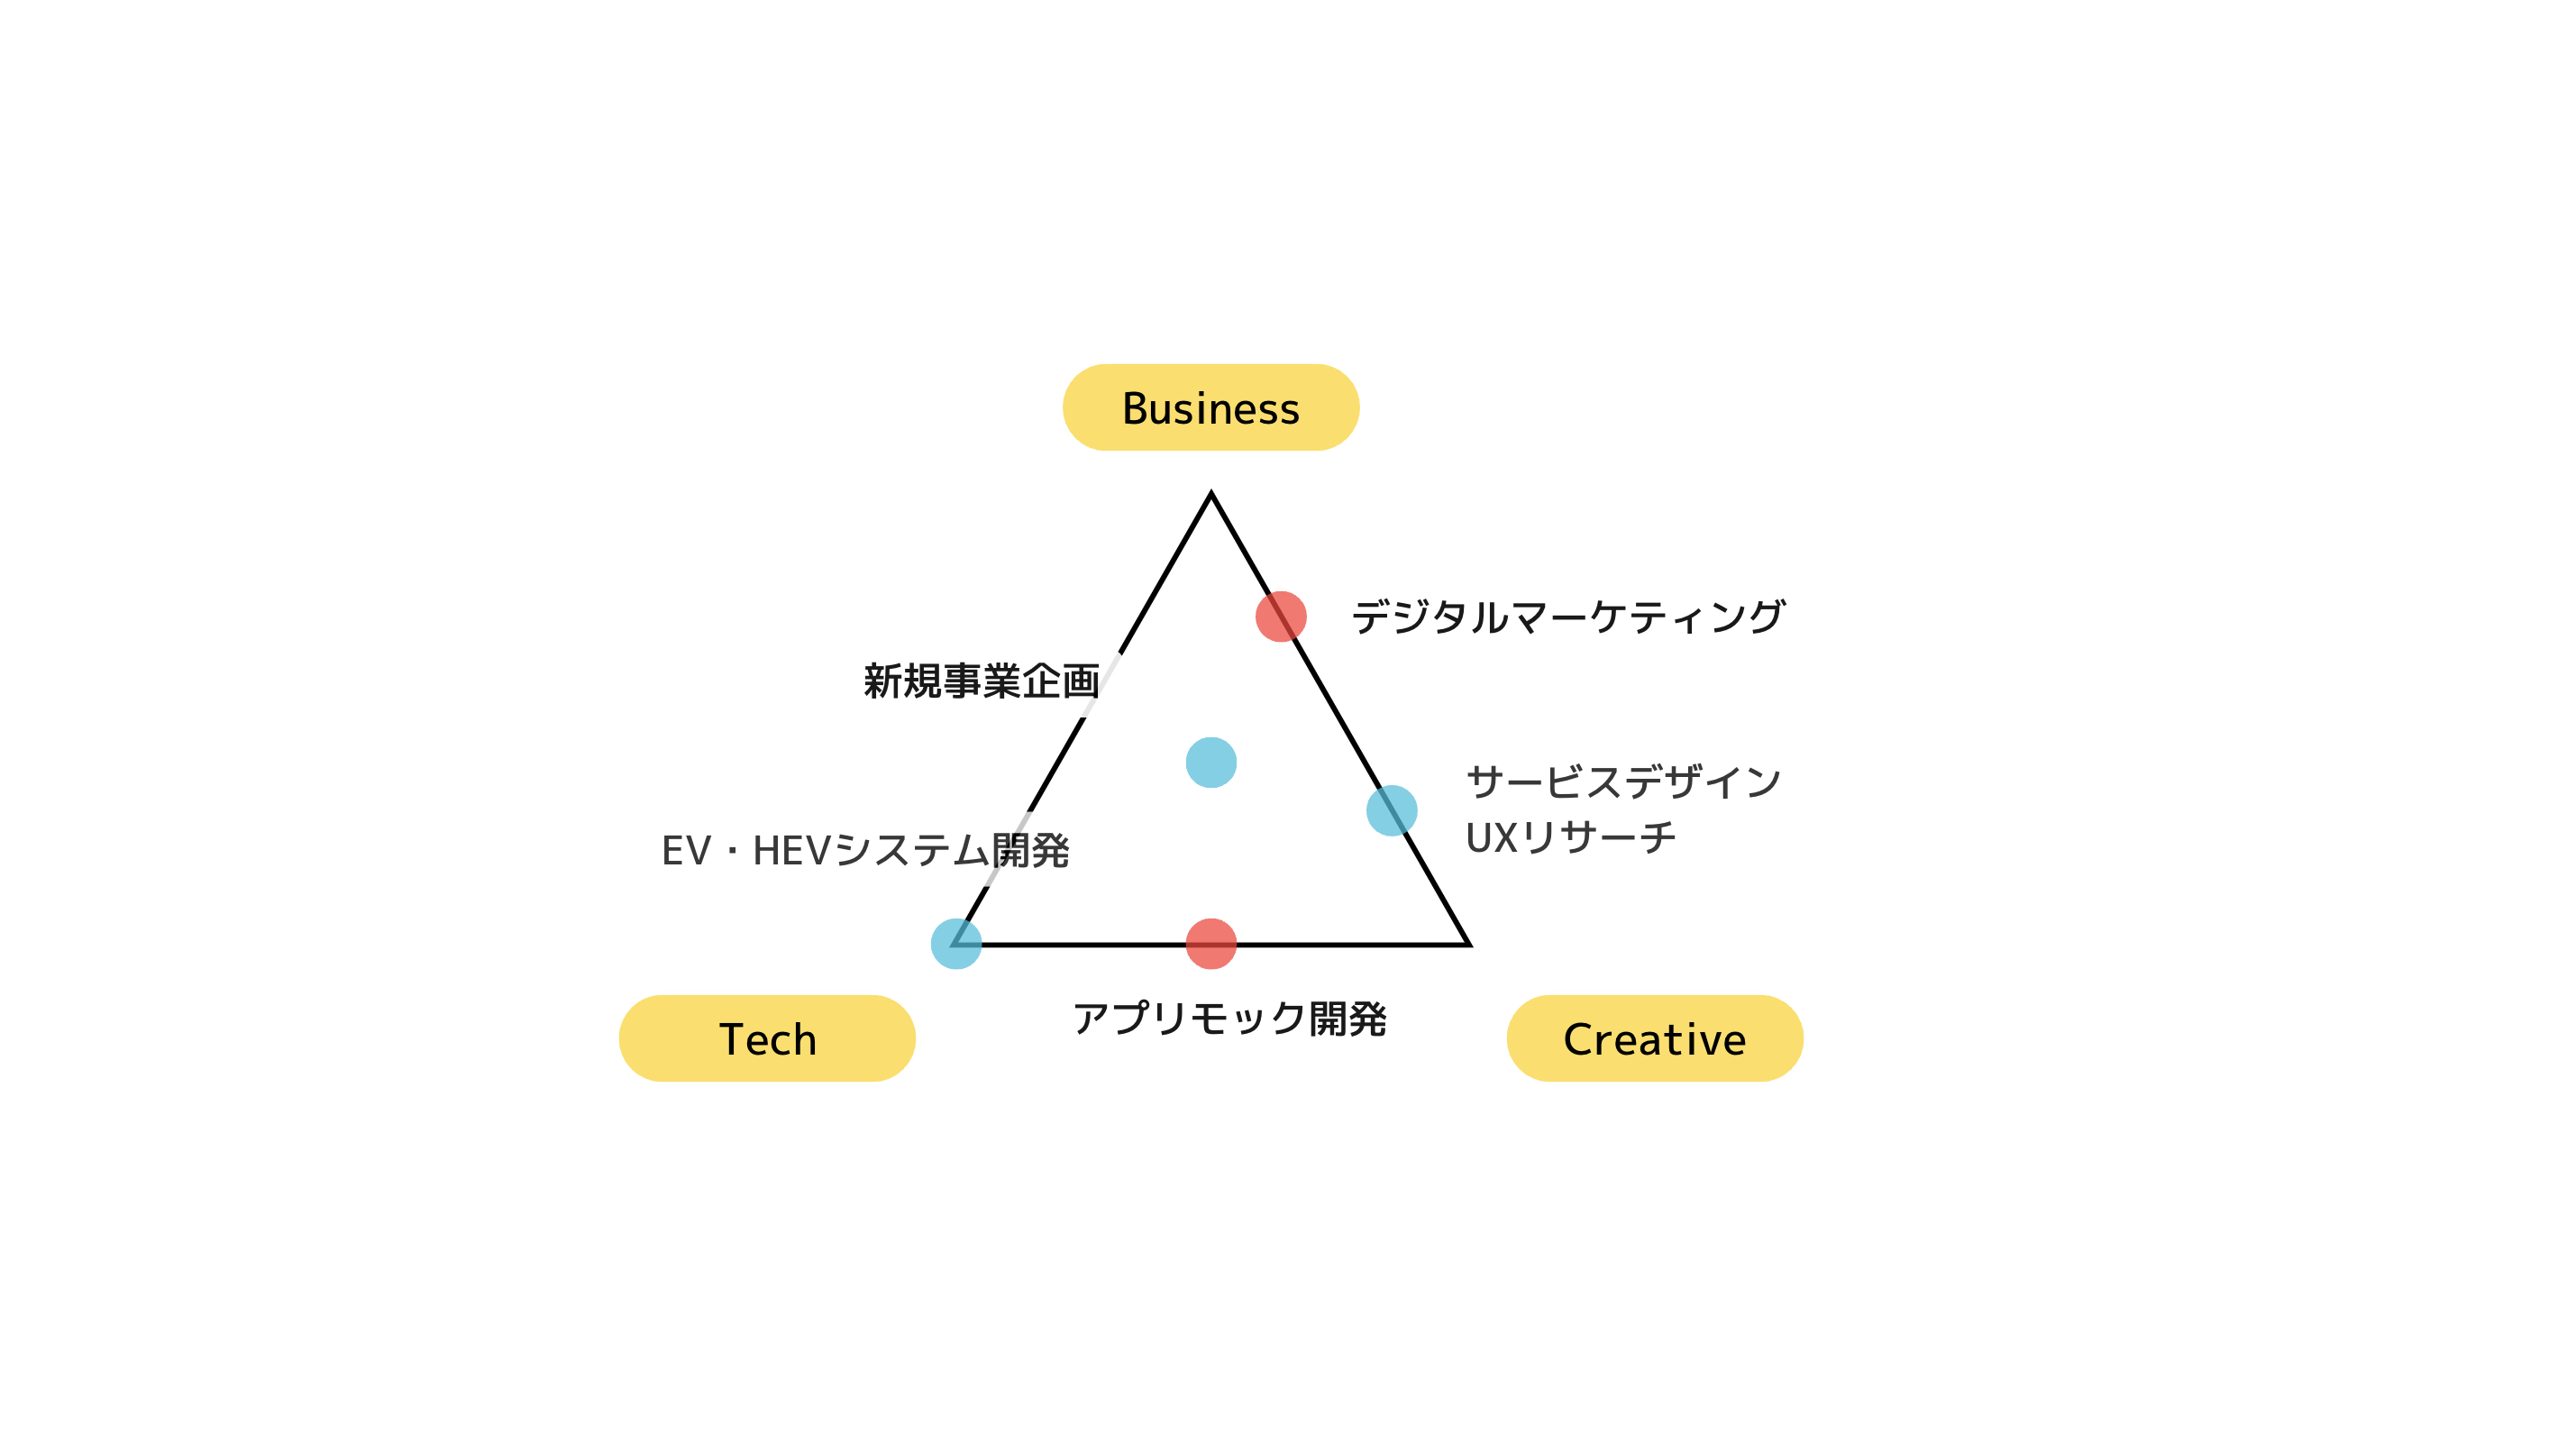 Business
デジタルマーケティング
新規事業企画
サービスデザイン
UXリサーチ
EV・HEVシステム開発
アプリモック開発
Tech
Creative